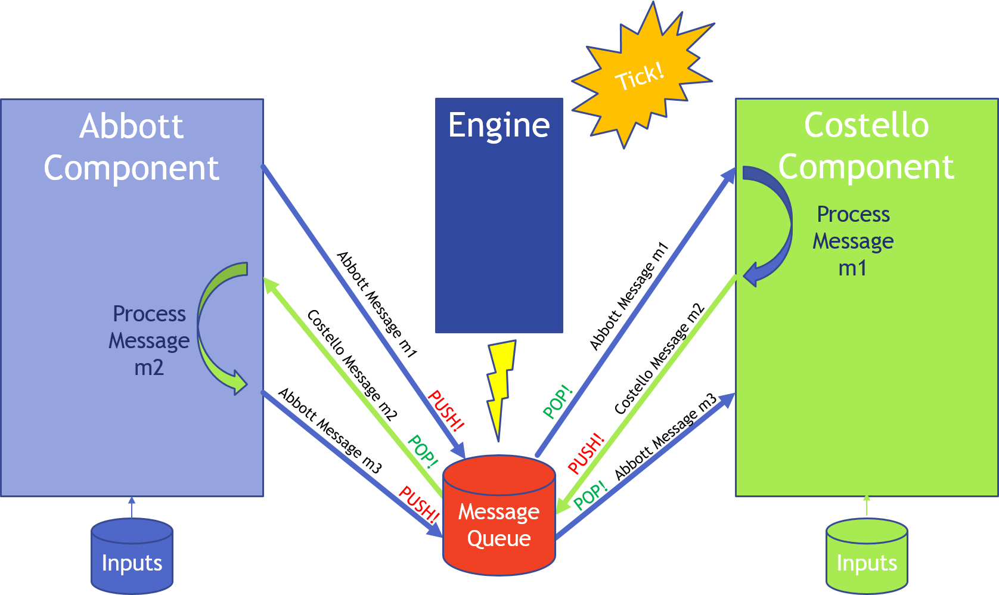 Tick!
Abbott
Component
Engine
Costello
Component
Process
Message
m1
Process
Message
m2
Abbott Message m1
PUSH!
Costello Message m2
POP!
Abbott Message m3
PUSH!
Abbott Message m1
POP!
Costello Message m2
PUSH!
Abbott Message m3
POP!
Message
Queue
Inputs
Inputs